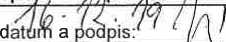 16. 12. 19
datum a podpis: